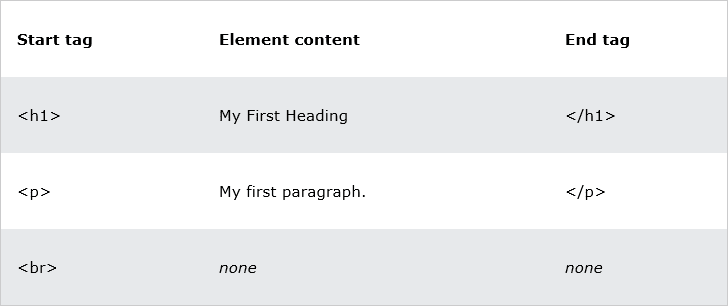 Start tag Element content End tag
<h1> My First Heading </h1>
<p> My first paragraph. </p>
<br> none none